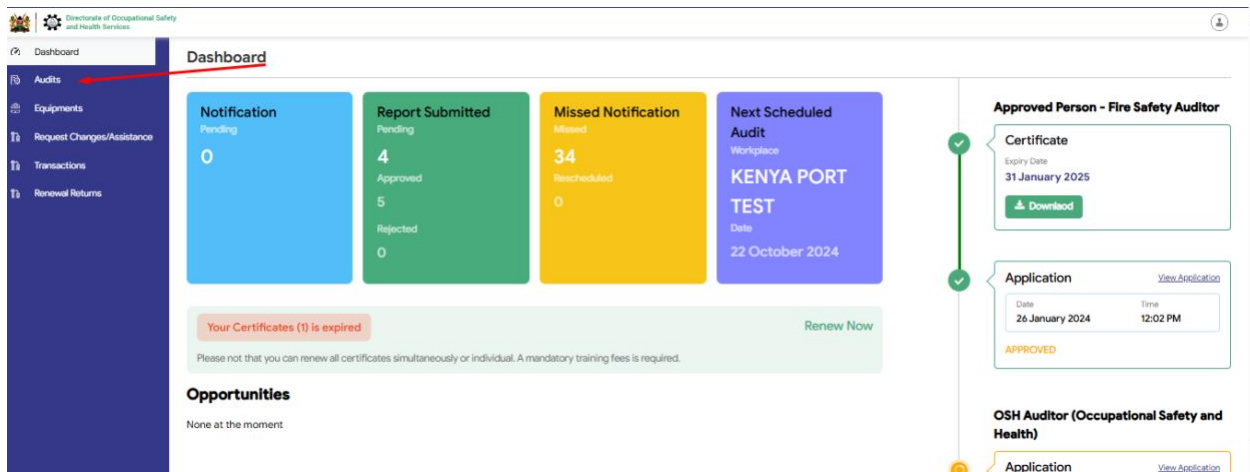 Directorate of Occupational Safety
and Health Services
Dashboard
Audits
Equipments
Request Changes/Assistance
Transactions
Renewal Returns
Dashboard
Notification
Pending
0
Report Submitted
Pending
4
Approved
5
Rejected
0
Missed Notification
Missed
34
Rescheduled
0
Next Scheduled
Audit
Workplace
KENYA PORT
TEST
Date
22 October 2024
Your Certificates (1) is expired
Renew Now
Please not that you can renew all certificates simultaneously or individual. A mandatory training fees is required.
Opportunities
None at the moment
Approved Person - Fire Safety Auditor
Certificate
Expiry Date
31 January 2025
Downlaod
Application
View Application
Date
Time
26 January 2024
12:02 PM
APPROVED
OSH Auditor (Occupational Safety and
Health)
Application
View Application